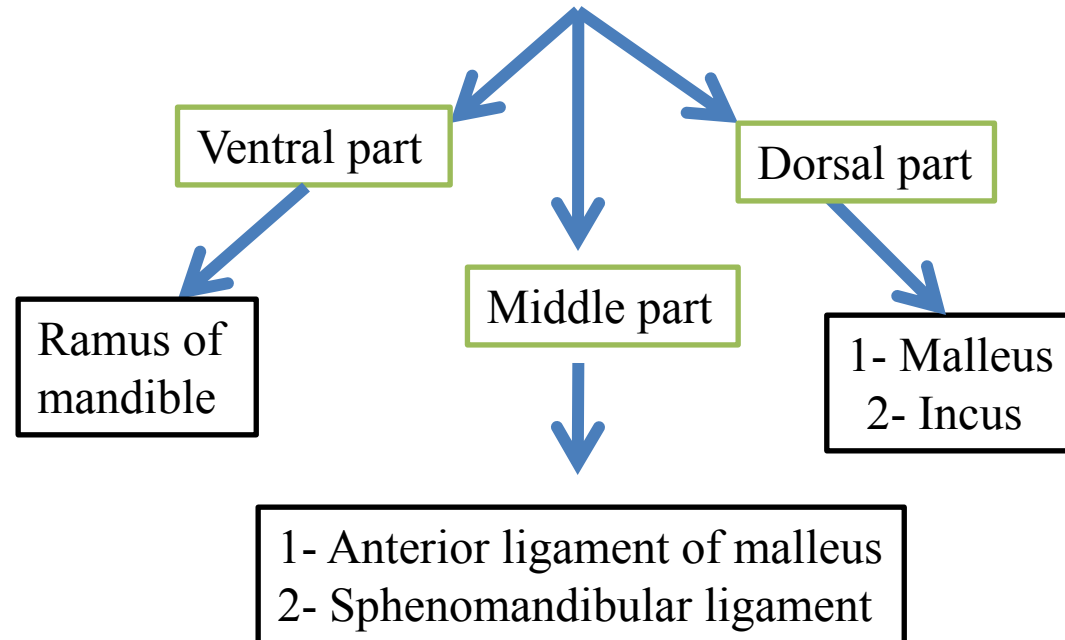 Ventral part
Dorsal part
Middle part
Ramus of
mandible
1- Malleus
2- Incus
1- Anterior ligament of malleus
2- Sphenomandibular ligament